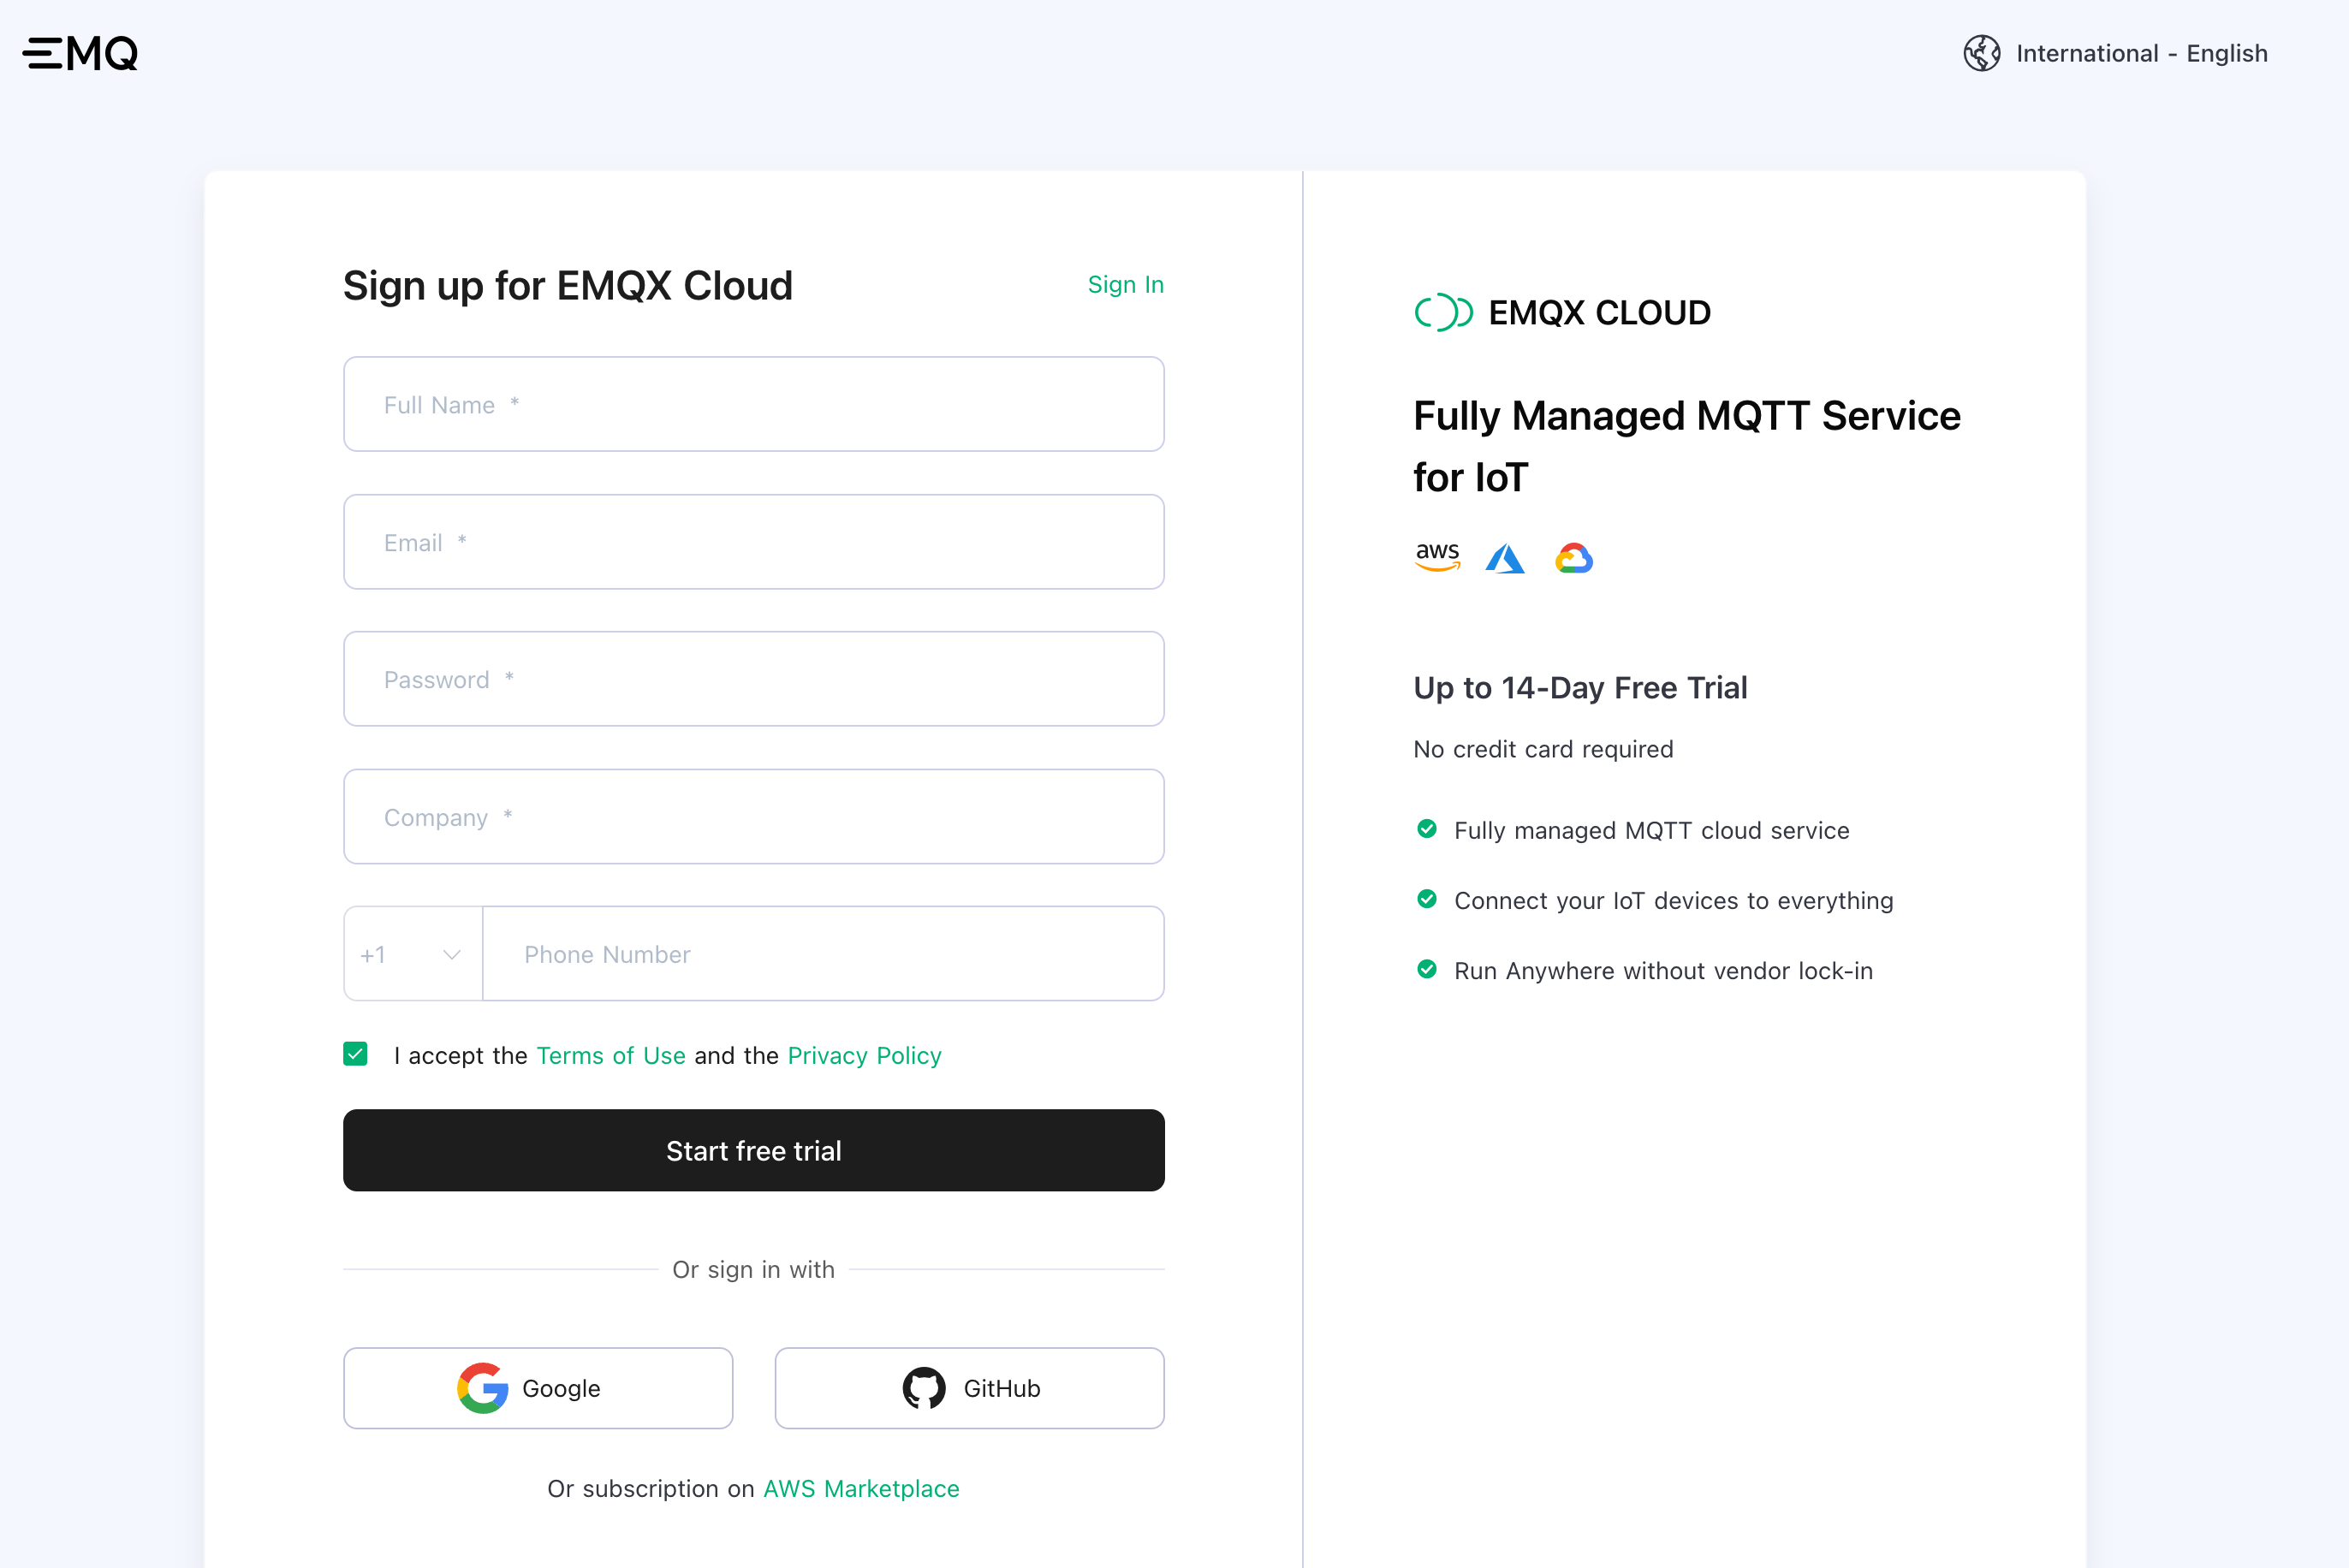 EMQ
International - English
Sign up for EMQX Cloud
Sign In
Full Name *
Email *
Password *
Company *
+1
Phone Number
I accept the Terms of Use and the Privacy Policy
Start free trial
Or sign in with
Google
GitHub
Or subscription on AWS Marketplace
EMQX CLOUD
Fully Managed MQTT Service
for IoT
aws
Up to 14-Day Free Trial
No credit card required
Fully managed MQTT cloud service
Connect your IoT devices to everything
Run Anywhere without vendor lock-in